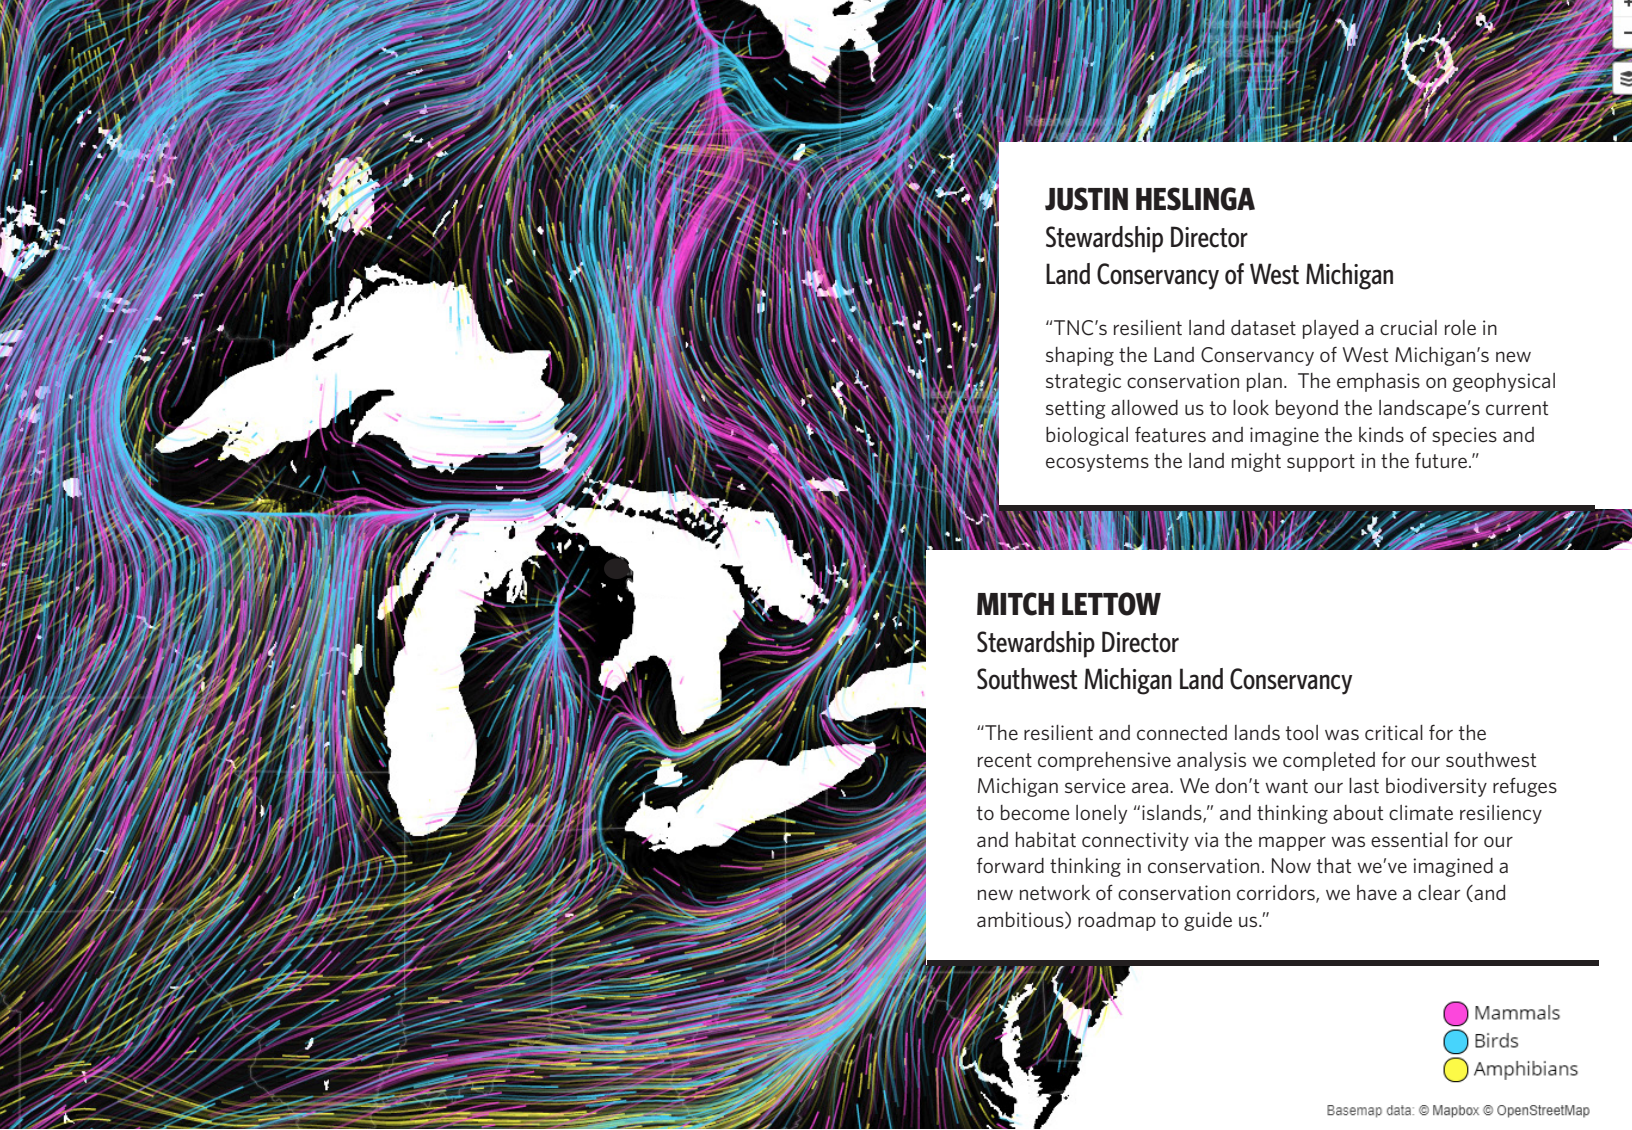 JUSTIN HESLINGA
Stewardship Director
Land Conservancy of West Michigan
“TNC’s resilient land dataset played a crucial role in
shaping the Land Conservancy of West Michigan’s new
strategic conservation plan.  The emphasis on geophysical
setting allowed us to look beyond the landscape’s current
biological features and imagine the kinds of species and
ecosystems the land might support in the future.”
MITCH LETTOW
Stewardship Director
Southwest Michigan Land Conservancy
“The resilient and connected lands tool was critical for the
recent comprehensive analysis we completed for our southwest
Michigan service area. We don’t want our last biodiversity refuges
to become lonely “islands,” and thinking about climate resiliency
and habitat connectivity via the mapper was essential for our
forward thinking in conservation. Now that we’ve imagined a
new network of conservation corridors, we have a clear (and
ambitious) roadmap to guide us.”
Mammals
Birds
Amphibians
Basemap data: © Mapbox © OpenStreetMap